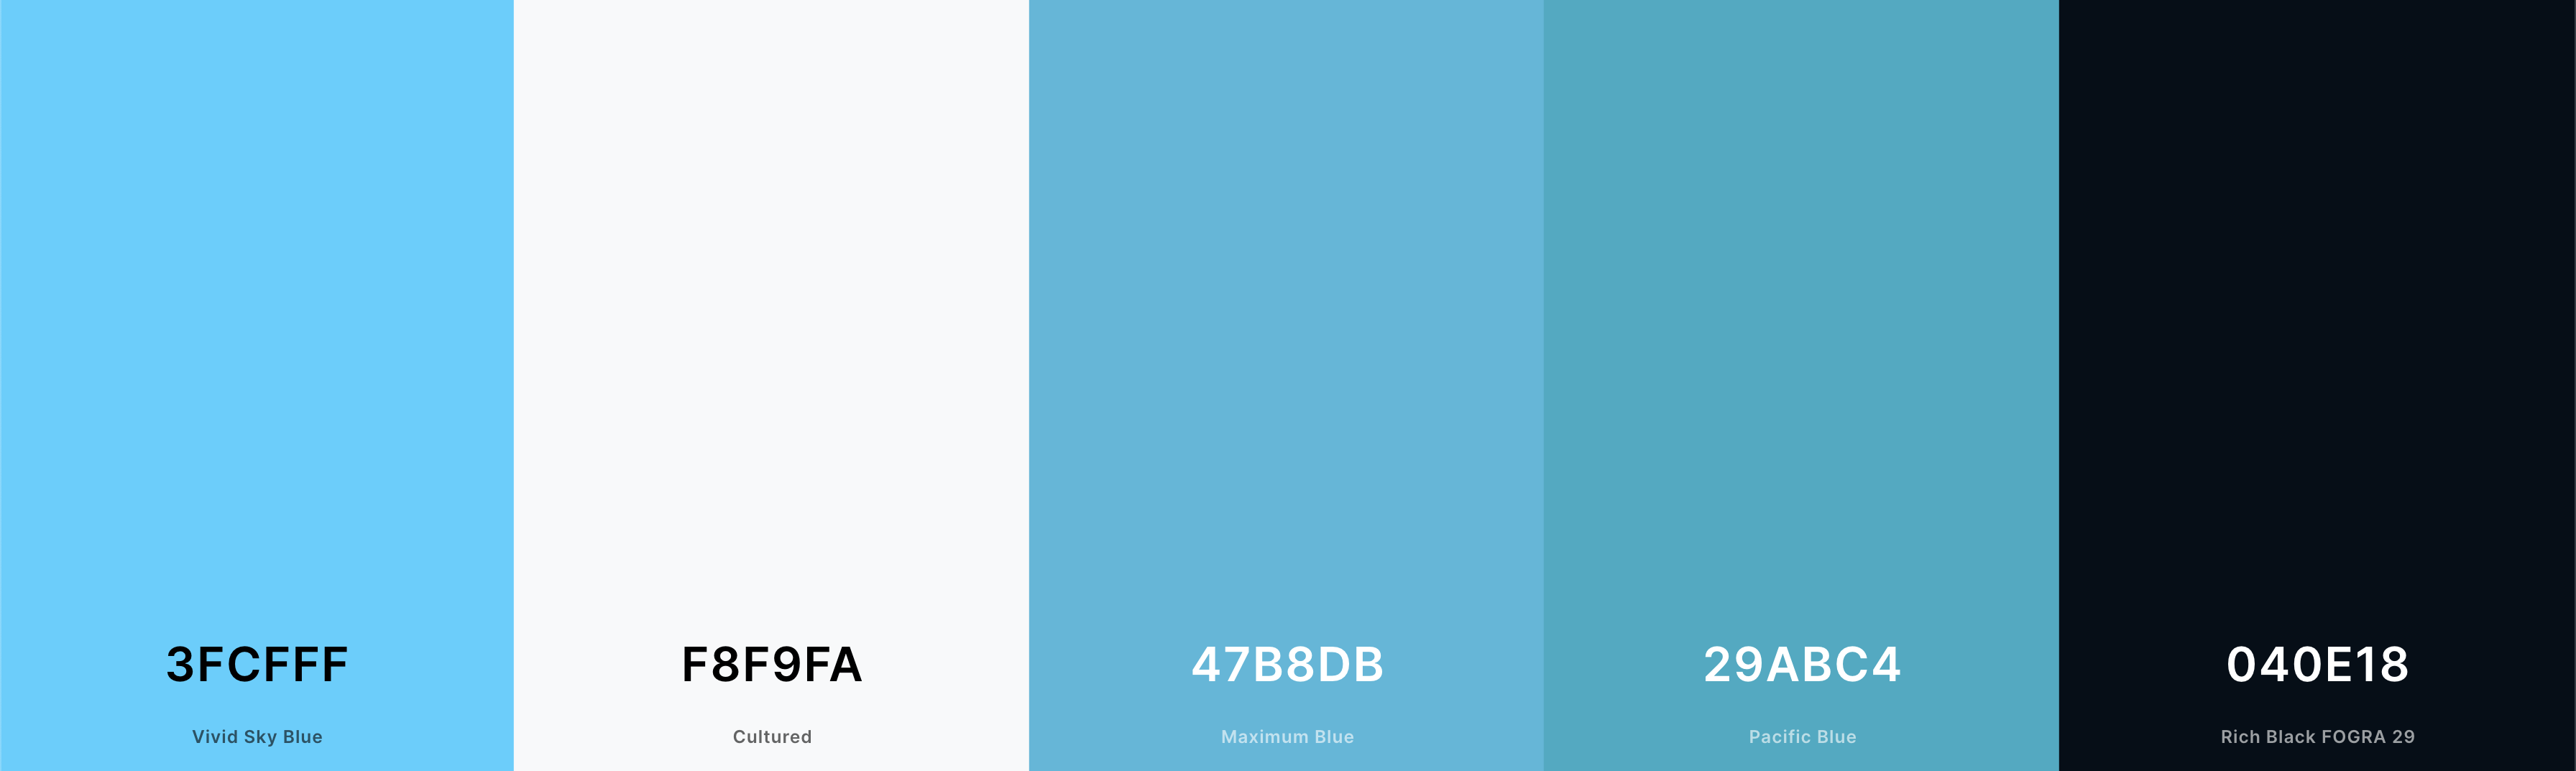 3FCFFF
Vivid Sky Blue
F8F9FA
Cultured
47B8DB
Maximum Blue
29ABC4
Pacific Blue
040E18
Rich Black FOGRA 29